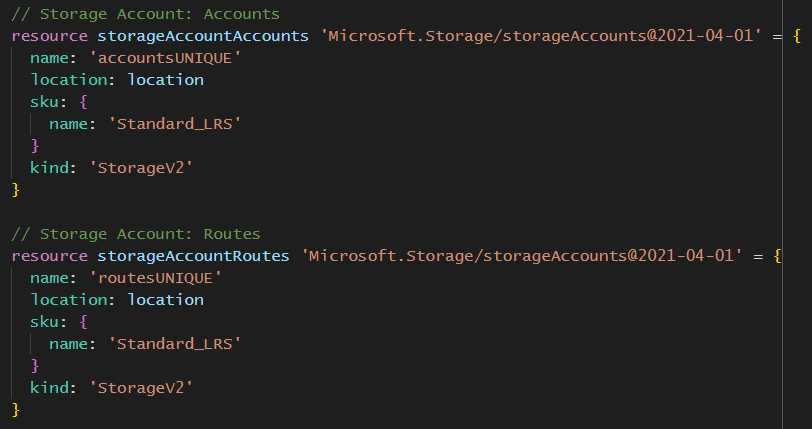 // Storage Account: Accounts
resource storageAccountAccounts 'Microsoft.Storage/storageAccounts@2021-04-01' = {
  name: 'accountsUNIQUE'
  location: location
  sku: {
    name: 'Standard_LRS'
  }
  kind: 'StorageV2'
}

// Storage Account: Routes
resource storageAccountRoutes 'Microsoft.Storage/storageAccounts@2021-04-01' = {
  name: 'routesUNIQUE'
  location: location
  sku: {
    name: 'Standard_LRS'
  }
  kind: 'StorageV2'
}